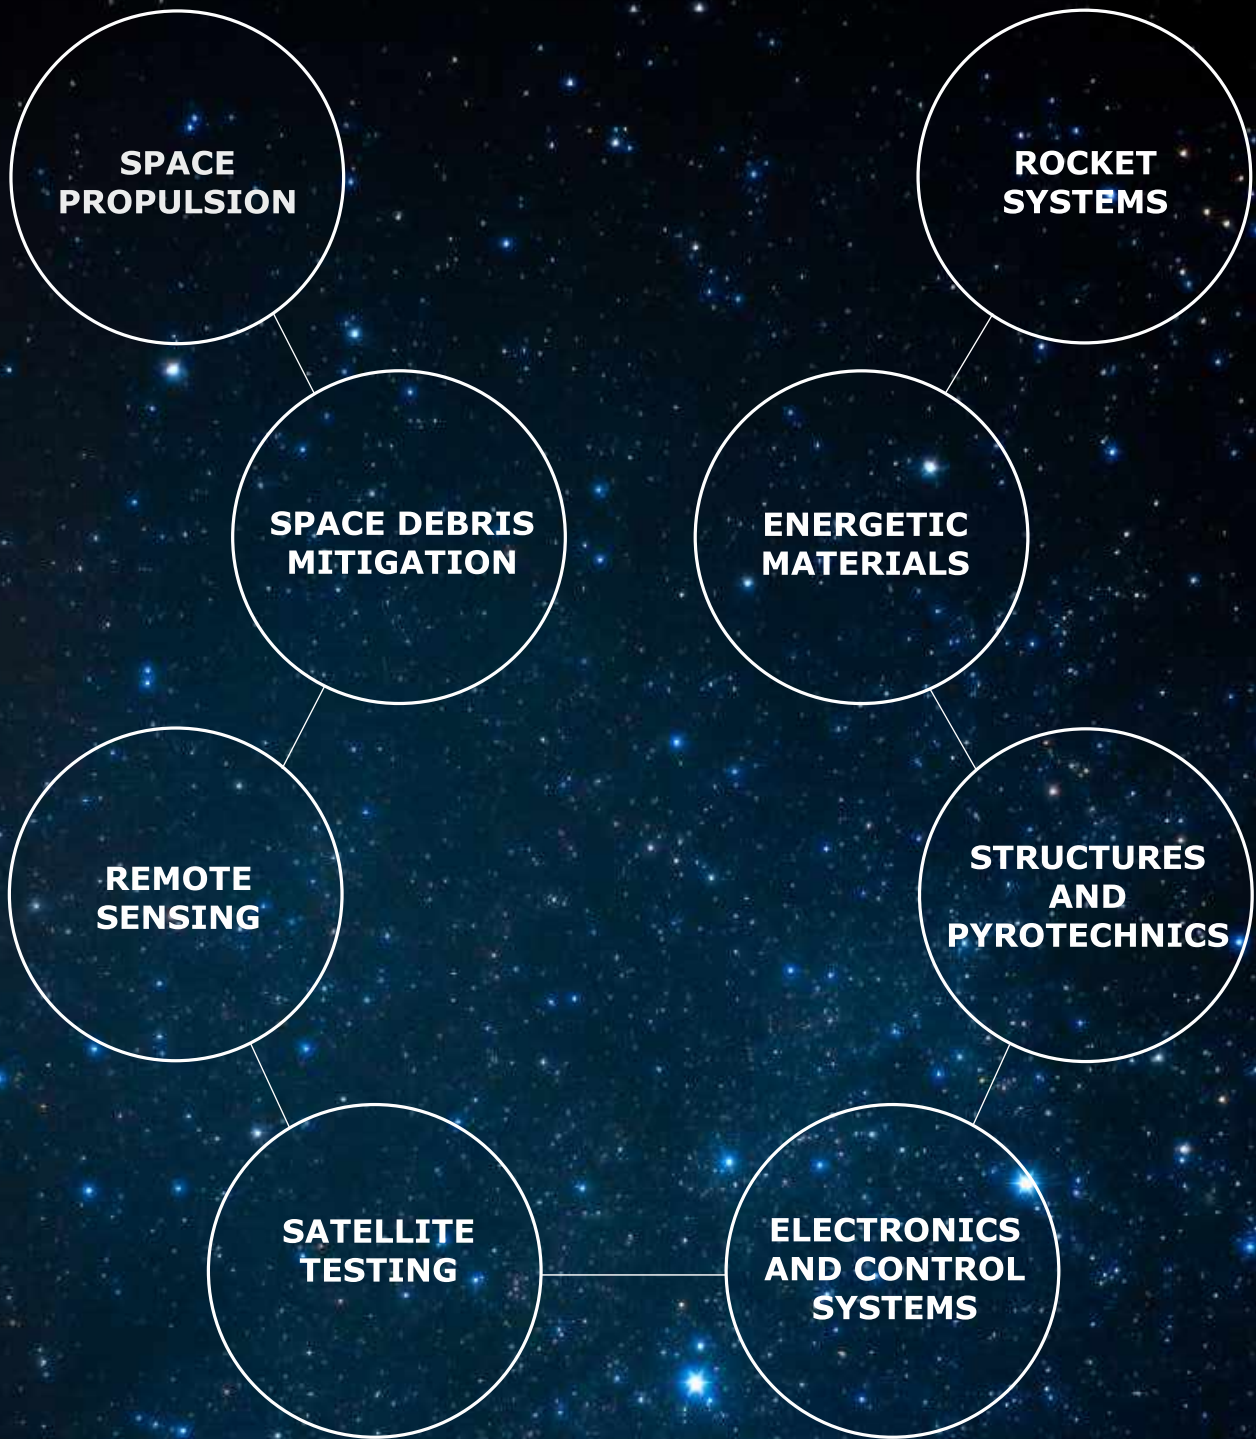 SPACE
PROPULSION
ROCKET
SYSTEMS
SPACE DEBRIS
MITIGATION
ENERGETIC
MATERIALS
REMOTE
SENSING
STRUCTURES
AND
PYROTECHNICS
SATELLITE
TESTING
ELECTRONICS
AND CONTROL
SYSTEMS